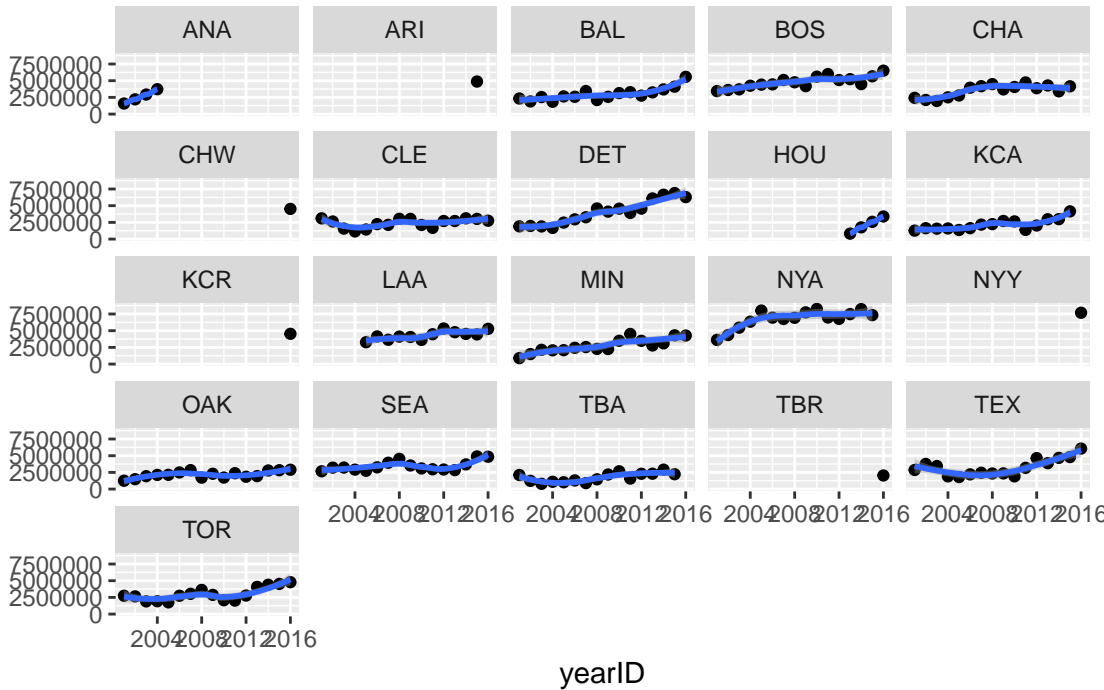 ANA ARI BAL BOS CHA
7500000
5000000
2500000
0
CHW CLE DET HOU KCA
7500000
5000000
2500000
0
KCR LAA MIN NYA NYY
7500000
5000000
2500000
0
OAK SEA TBA TBR TEX
7500000
5000000
2500000
0
2004 2008 2012 2016 2004 2008 2012 2016 2004 2008 2012 2016 2004 2008 2012 2016
TOR
7500000
5000000
2500000
0
2004 2008 2012 2016
yearID